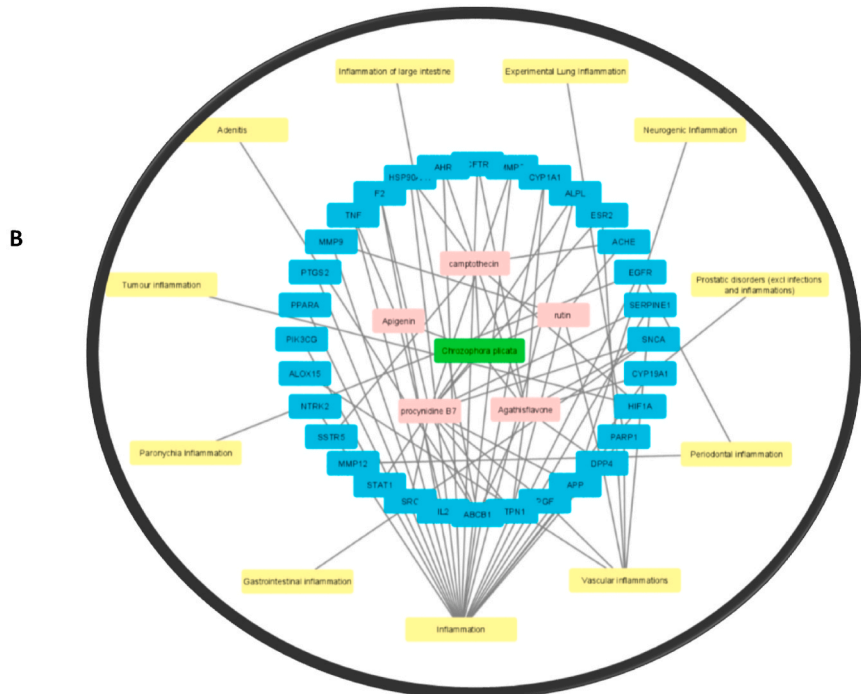 Inflammation of large intestine
Experimental Lung Inflammation
Adenitis
Neurogenic Inflammation
B
AHR
CYP1A1
F2
ALPL
TNF
ESR2
MMP9
ACHE
camptothecin
PTGS2
EGFR
Tumour inflammation
Prostatic disorders (excl infections
and inflammations)
PPARA
SERPINE1
Apigenin
rutin
PIK3CG
SNCA
Chrozophora plicata
ALOX15
CYP19A1
NTRK2
procynidine B7
Agathisflavone
HIF1A
SSTR5
PARP1
Paronychia Inflammation
Periodontal inflammation
MMP12
DPP4
STAT1
APP
SRC
IL2
ABCB1
Gastrointestinal inflammation
Vascular inflammations
Inflammation